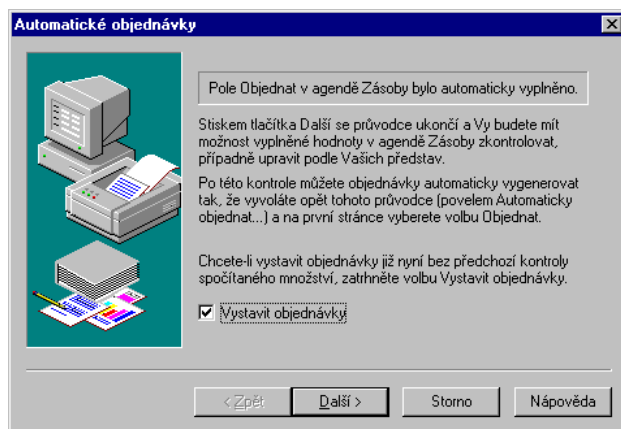 Automatické objednávky
Pole Objednat v agendě Zásoby bylo automaticky vyplněno.
Stiskem tlačítka Další se průvodce ukončí a Vy budete mít
možnost vyplněné hodnoty v agendě Zásoby zkontrolovat,
případně upravit podle Vašich představ.
Po této kontrole můžete objednávky automaticky vygenerovat
tak, že vyvoláte opět tohoto průvodce (povelem Automaticky
objednat...) a na první stránce vyberete volbu Objednat.
Chcete-li vystavit objednávky již nyní bez předchozí kontroly
spočítaného množství, zatrhněte volbu Vystavit objednávky.
Vystavit objednávky
< Zpět Další > Storno Nápověda